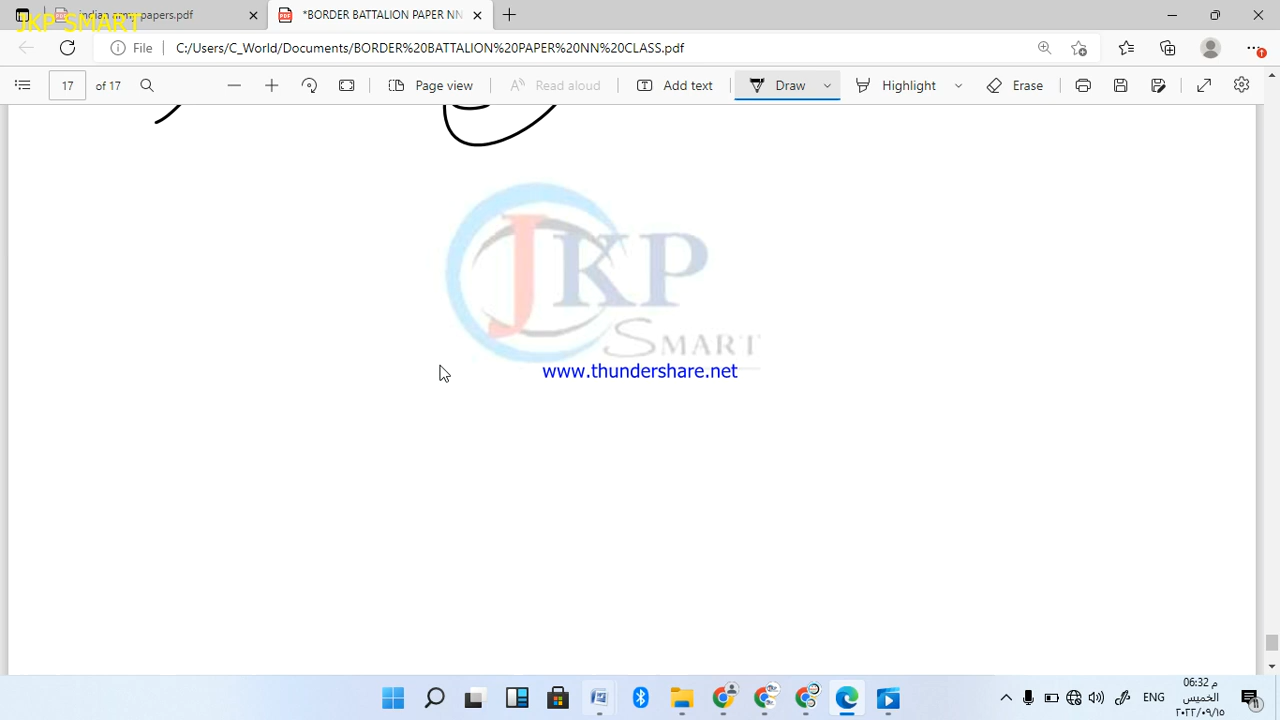 indian army papers.pdf
JKP SMART
*BORDER BATTALION PAPER NN
File
C:/Users/C_World/Documents/BORDER%20BATTALION%20PAPER%20NN%20CLASS.pdf
17 of 17
Page view
Read aloud
Add text
Draw
Highlight
Erase
JKP
SMART
www.thundershare.net
ENG
06:32 م
الخميس
٢٠٢٢/٠٩/١٥